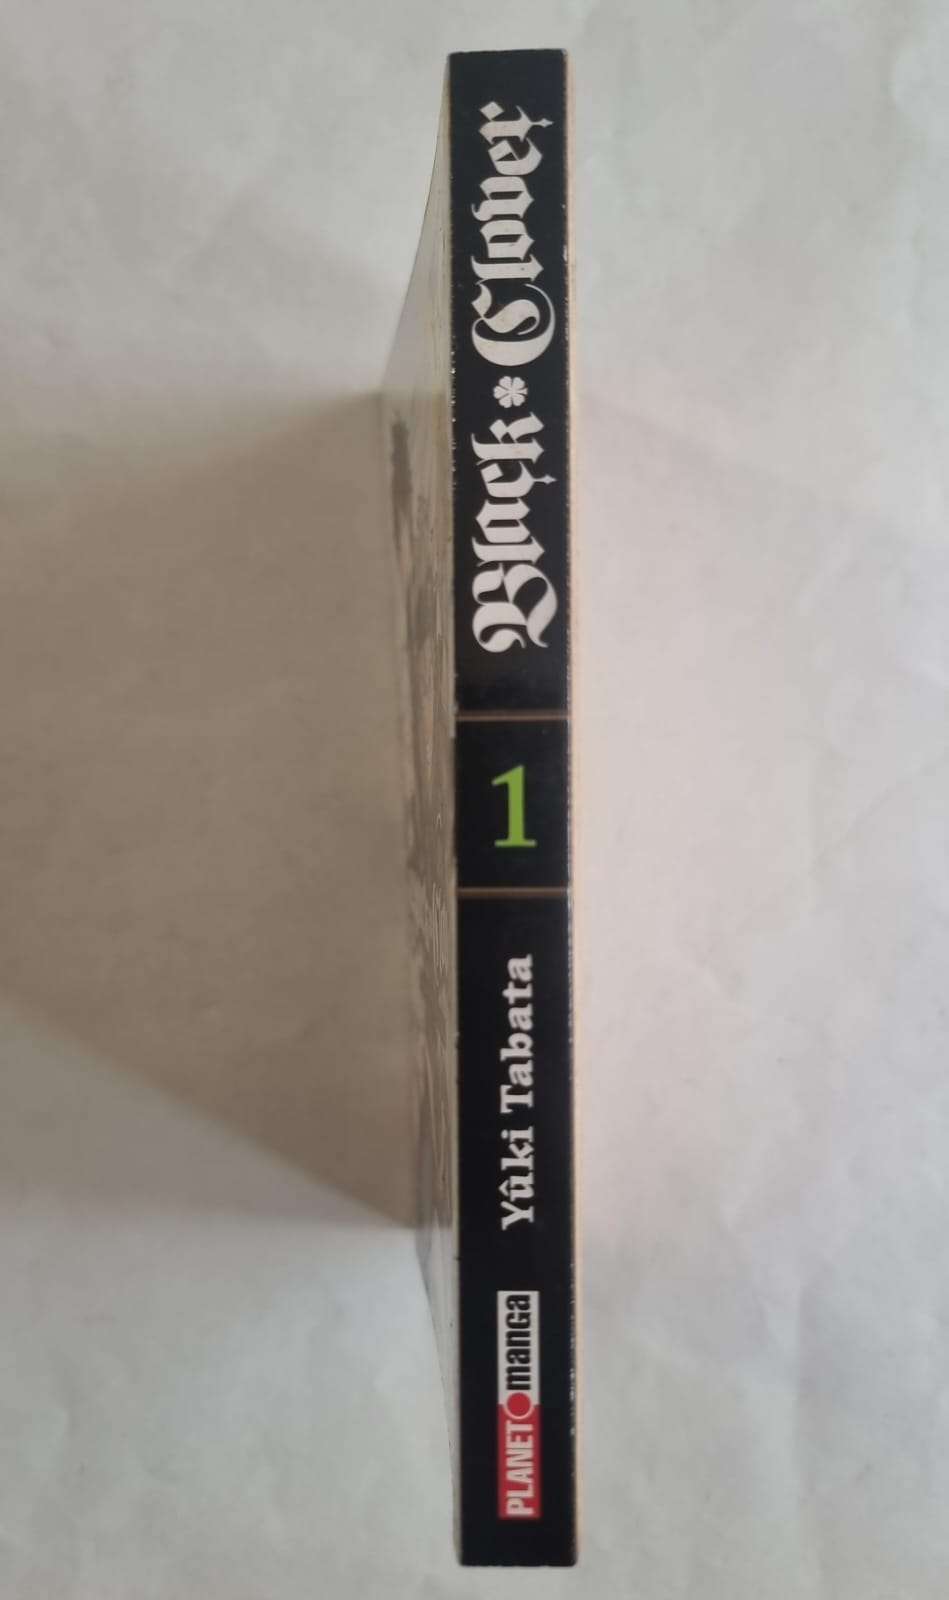 Black Clover
1
Yûki Tabata
PLANET manga